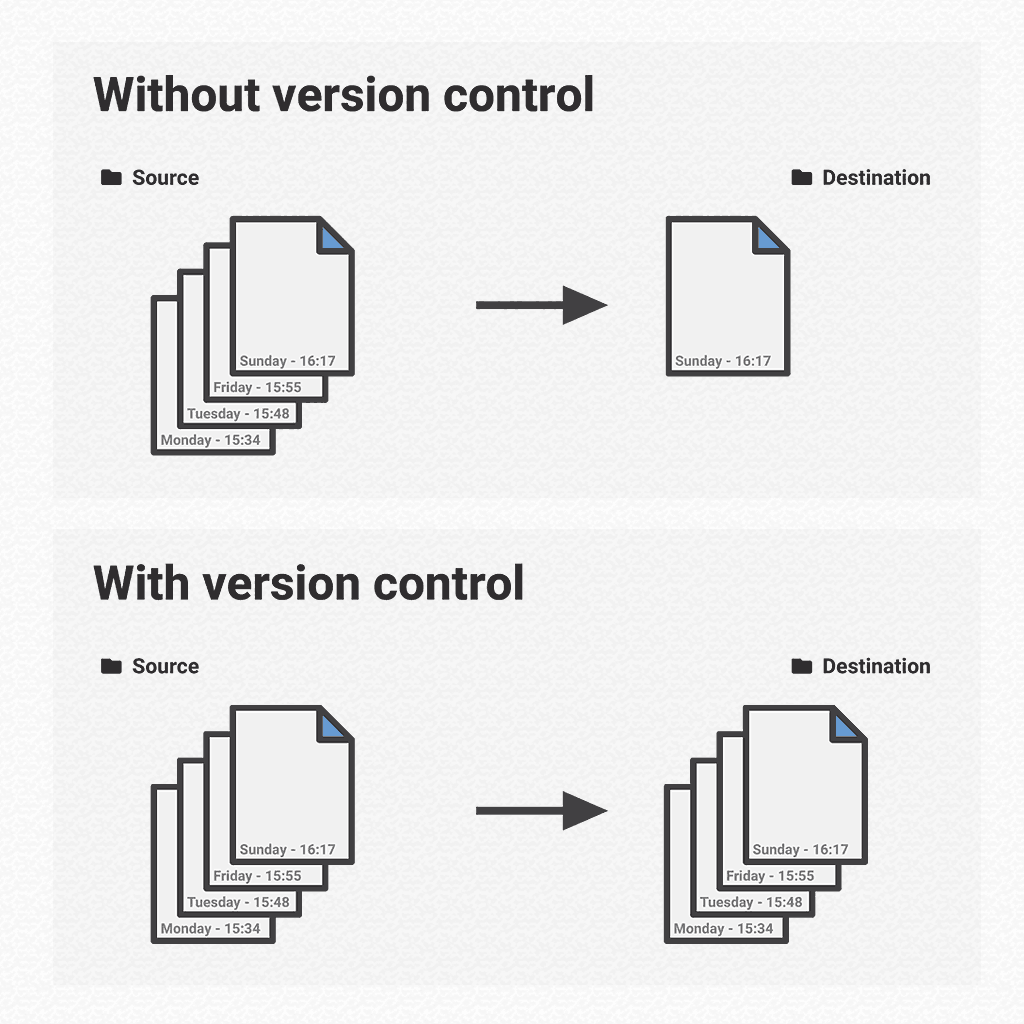 Without version control
Source
Destination
Sunday - 16:17
Friday - 15:55
Tuesday - 15:48
Monday - 15:34
Sunday - 16:17
With version control
Source
Destination
Sunday - 16:17
Friday - 15:55
Tuesday - 15:48
Monday - 15:34
Sunday - 16:17
Friday - 15:55
Tuesday - 15:48
Monday - 15:34